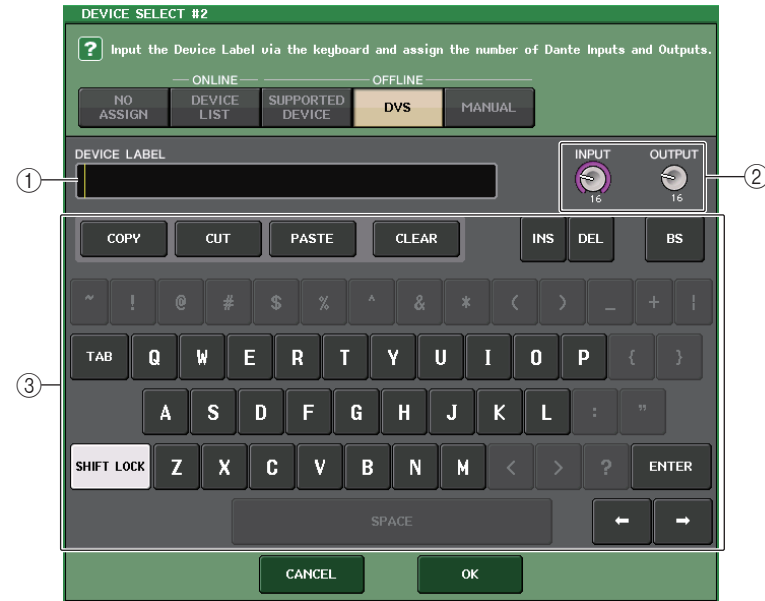 DEVICE SELECT #2
? Input the Device Label via the keyboard and assign the number of Dante Inputs and Outputs.
ONLINE OFFLINE
NO ASSIGN DEVICE LIST SUPPORTED DEVICE DVS MANUAL
DEVICE LABEL INPUT OUTPUT
① 16 16 ②
COPY CUT PASTE CLEAR INS DEL BS
~ ! @ # $ % ^ & * ( ) _ + |
TAB Q W E R T Y U I O P { }
③
A S D F G H J K L : "
SHIFT LOCK Z X C V B N M < > ? ENTER
SPACE ← →
CANCEL OK